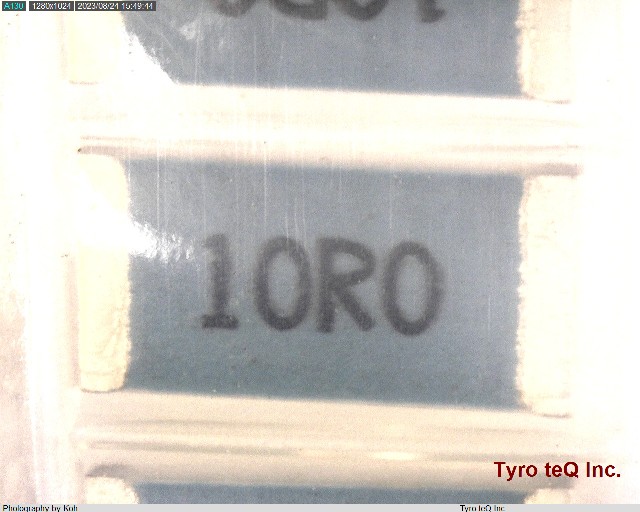 A130 1280x1024 2023/08/24 15:49:44
10R0
Tyro teQ Inc.
Photography by Koh
Tyro teQ Inc